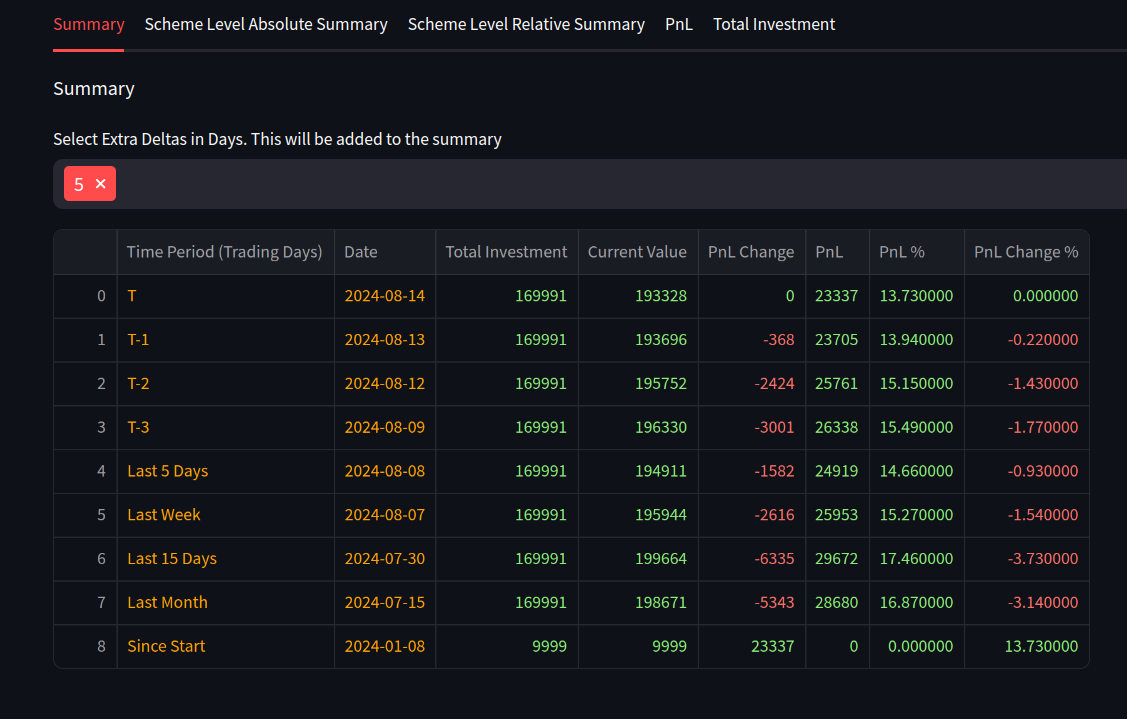 Summary Scheme Level Absolute Summary Scheme Level Relative Summary PnL Total Investment
Summary
Select Extra Deltas in Days. This will be added to the summary
5 ×
Time Period (Trading Days) Date Total Investment Current Value PnL Change PnL PnL % PnL Change %
0 T 2024-08-14 169991 193328 0 23337 13.730000 0.000000
1 T-1 2024-08-13 169991 193696 -368 23705 13.940000 -0.220000
2 T-2 2024-08-12 169991 195752 -2424 25761 15.150000 -1.430000
3 T-3 2024-08-09 169991 196330 -3001 26338 15.490000 -1.770000
4 Last 5 Days 2024-08-08 169991 194911 -1582 24919 14.660000 -0.930000
5 Last Week 2024-08-07 169991 195944 -2616 25953 15.270000 -1.540000
6 Last 15 Days 2024-07-30 169991 199664 -6335 29672 17.460000 -3.730000
7 Last Month 2024-07-15 169991 198671 -5343 28680 16.870000 -3.140000
8 Since Start 2024-01-08 9999 9999 23337 0 0.000000 13.730000